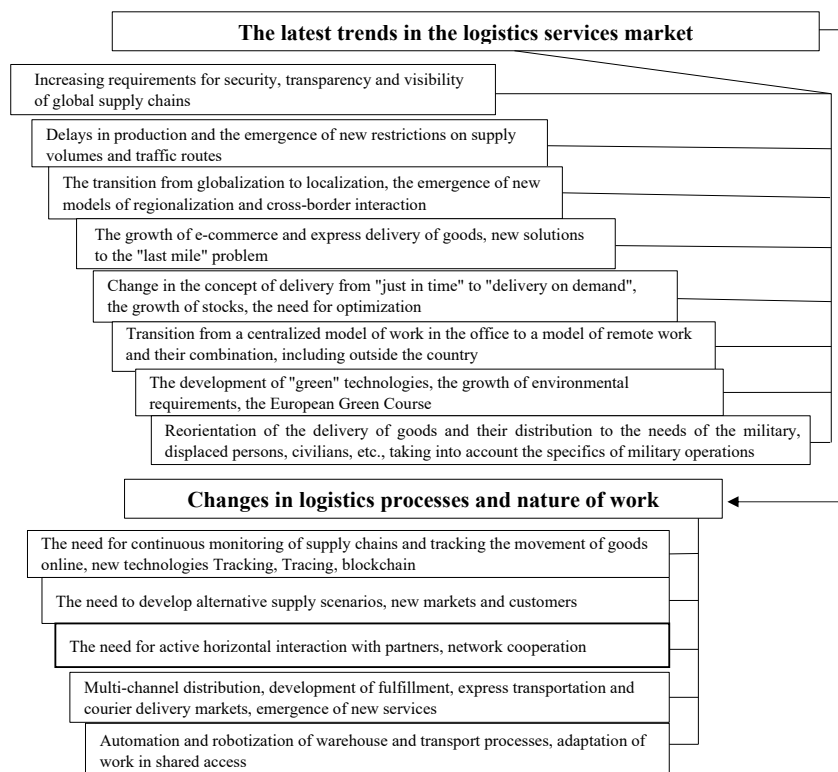 The latest trends in the logistics services market
Increasing requirements for security, transparency and visibility
of global supply chains
Delays in production and the emergence of new restrictions on supply
volumes and traffic routes
The transition from globalization to localization, the emergence of new
models of regionalization and cross-border interaction
The growth of e-commerce and express delivery of goods, new solutions
to the "last mile" problem
Change in the concept of delivery from "just in time" to "delivery on demand",
the growth of stocks, the need for optimization
Transition from a centralized model of work in the office to a model of remote work
and their combination, including outside the country
The development of "green" technologies, the growth of environmental
requirements, the European Green Course
Reorientation of the delivery of goods and their distribution to the needs of the military,
displaced persons, civilians, etc., taking into account the specifics of military operations
Changes in logistics processes and nature of work
The need for continuous monitoring of supply chains and tracking the movement of goods
online, new technologies Tracking, Tracing, blockchain
The need to develop alternative supply scenarios, new markets and customers
The need for active horizontal interaction with partners, network cooperation
Multi-channel distribution, development of fulfillment, express transportation and
courier delivery markets, emergence of new services
Automation and robotization of warehouse and transport processes, adaptation of
work in shared access